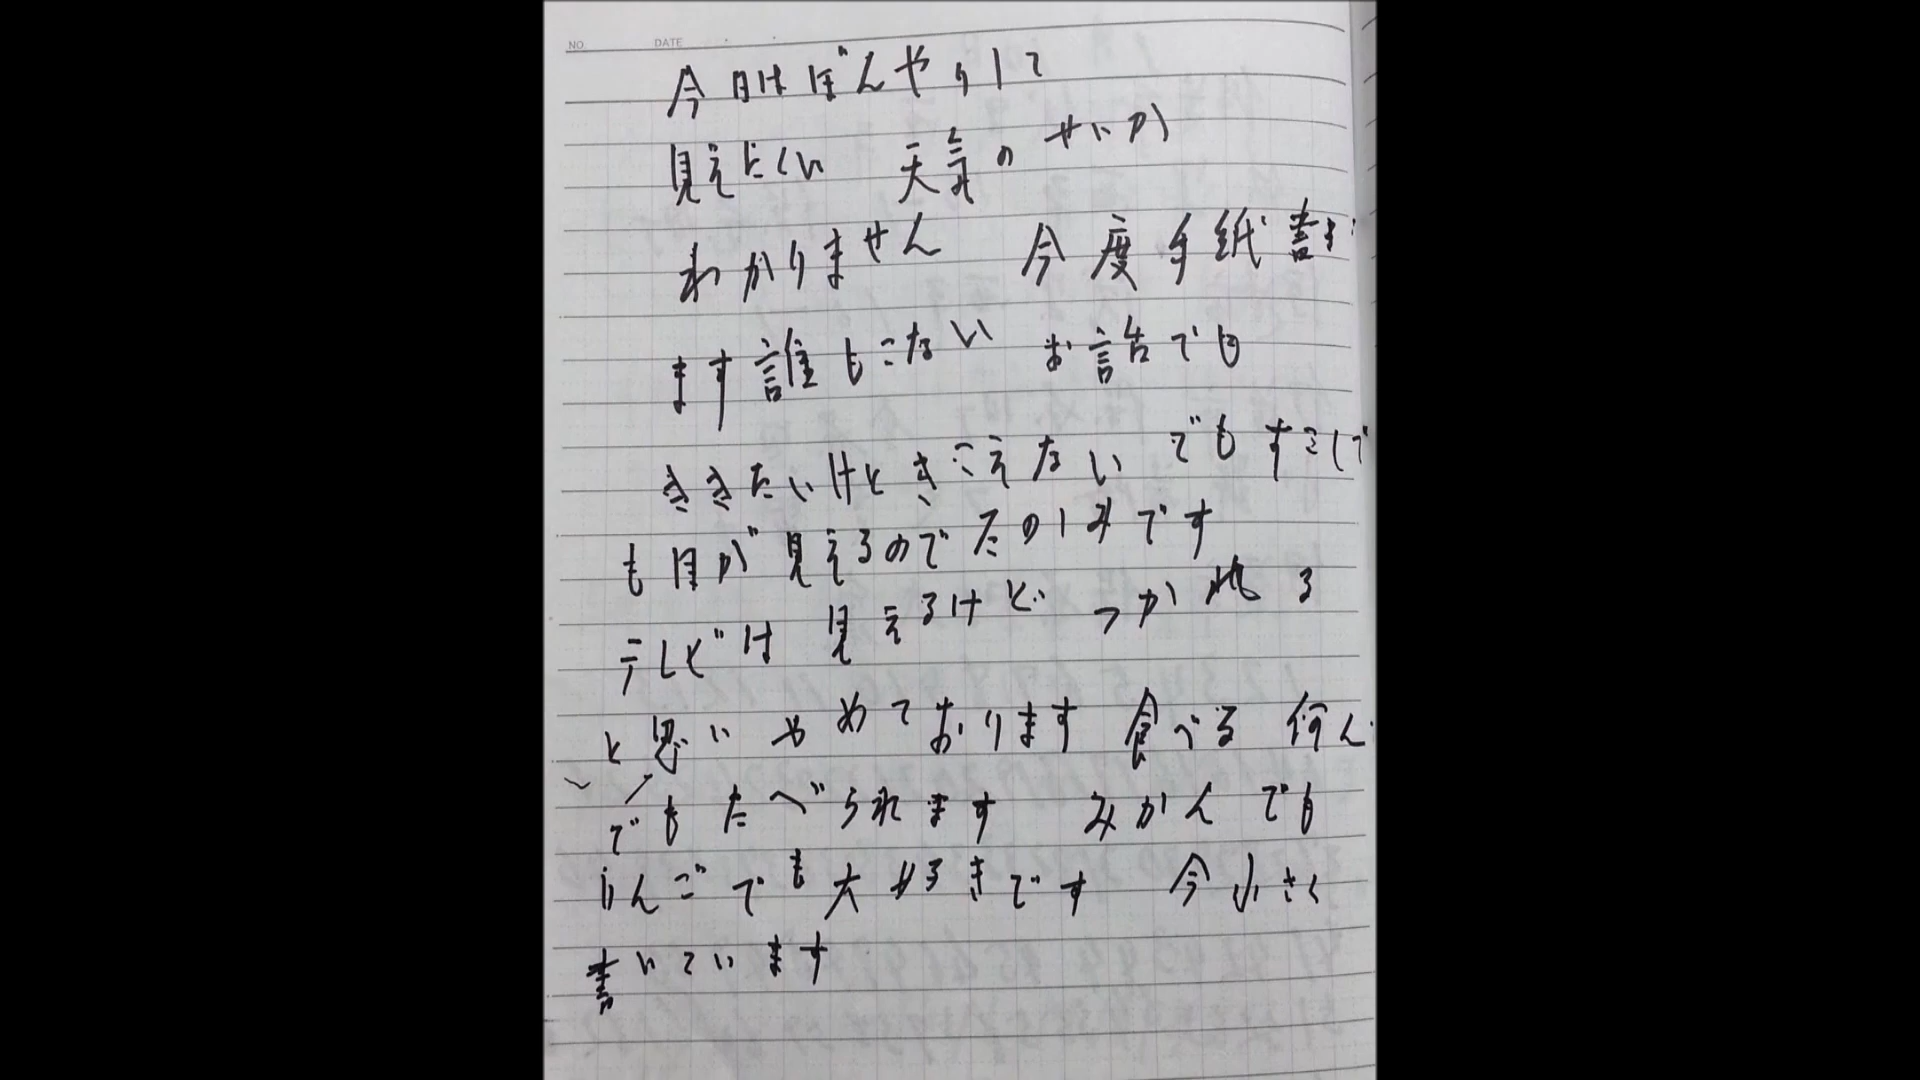 NO. DATE
今日はぼんやりして
見えにくい 天気のせいか
わかりません 今度手紙書き
ます誰もこない お話でも
ききたいけときこえない でもすこしで
も目が見えるのでたのしみです
テレビは 見えるけど つかれる
と思い やめております 食べる 何ん
でもたべられます みかんでも
りんごでも大好きです 今小さく
書いています